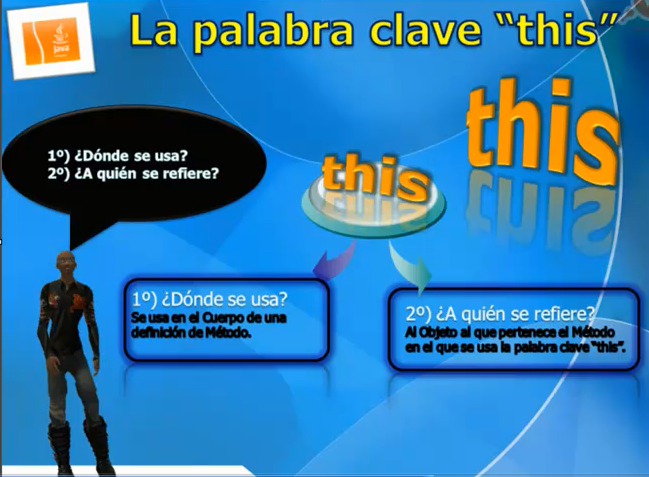 La palabra clave “this”
Java
this
1º) ¿Dónde se usa?
2º) ¿A quién se refiere?
this
1º) ¿Dónde se usa?
Se usa en el Cuerpo de una
definición de Método.
2º) ¿A quién se refiere?
Al Objeto al que pertenece el Método
en el que se usa la palabra clave “this”.